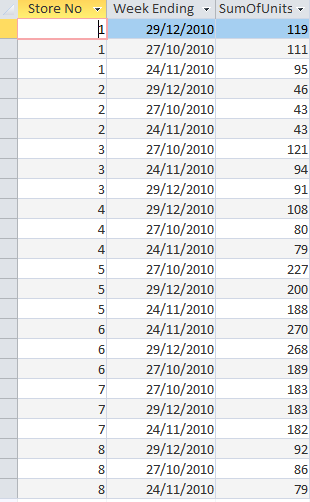 Store No Week Ending SumOfUnits
1 29/12/2010 119
1 27/10/2010 111
1 24/11/2010 95
2 29/12/2010 46
2 27/10/2010 43
2 24/11/2010 43
3 27/10/2010 121
3 24/11/2010 94
3 29/12/2010 91
4 29/12/2010 108
4 27/10/2010 80
4 24/11/2010 79
5 27/10/2010 227
5 29/12/2010 200
5 24/11/2010 188
6 24/11/2010 270
6 29/12/2010 268
6 27/10/2010 189
7 27/10/2010 183
7 29/12/2010 183
7 24/11/2010 182
8 29/12/2010 92
8 27/10/2010 86
8 24/11/2010 79